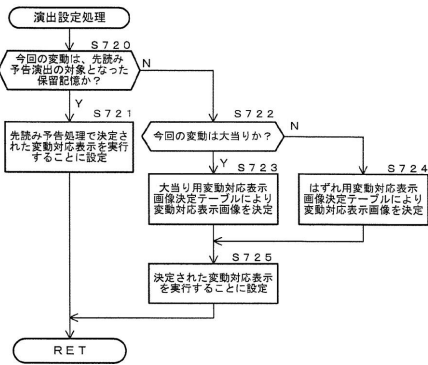 演出設定処理
S720
今回の変動は、先読み
予告演出の対象となった
保留記憶か？
N
Y
S721
先読み予告処理で決定さ
れた変動対応表示を実行
することに設定
S722
今回の変動は大当りか？
N
Y
S723
大当り用変動対応表示
画像決定テーブルにより
変動対応表示画像を決定
S724
はずれ用変動対応表示
画像決定テーブルにより
変動対応表示画像を決定
S725
決定された変動対応表示
を実行することに設定
RET